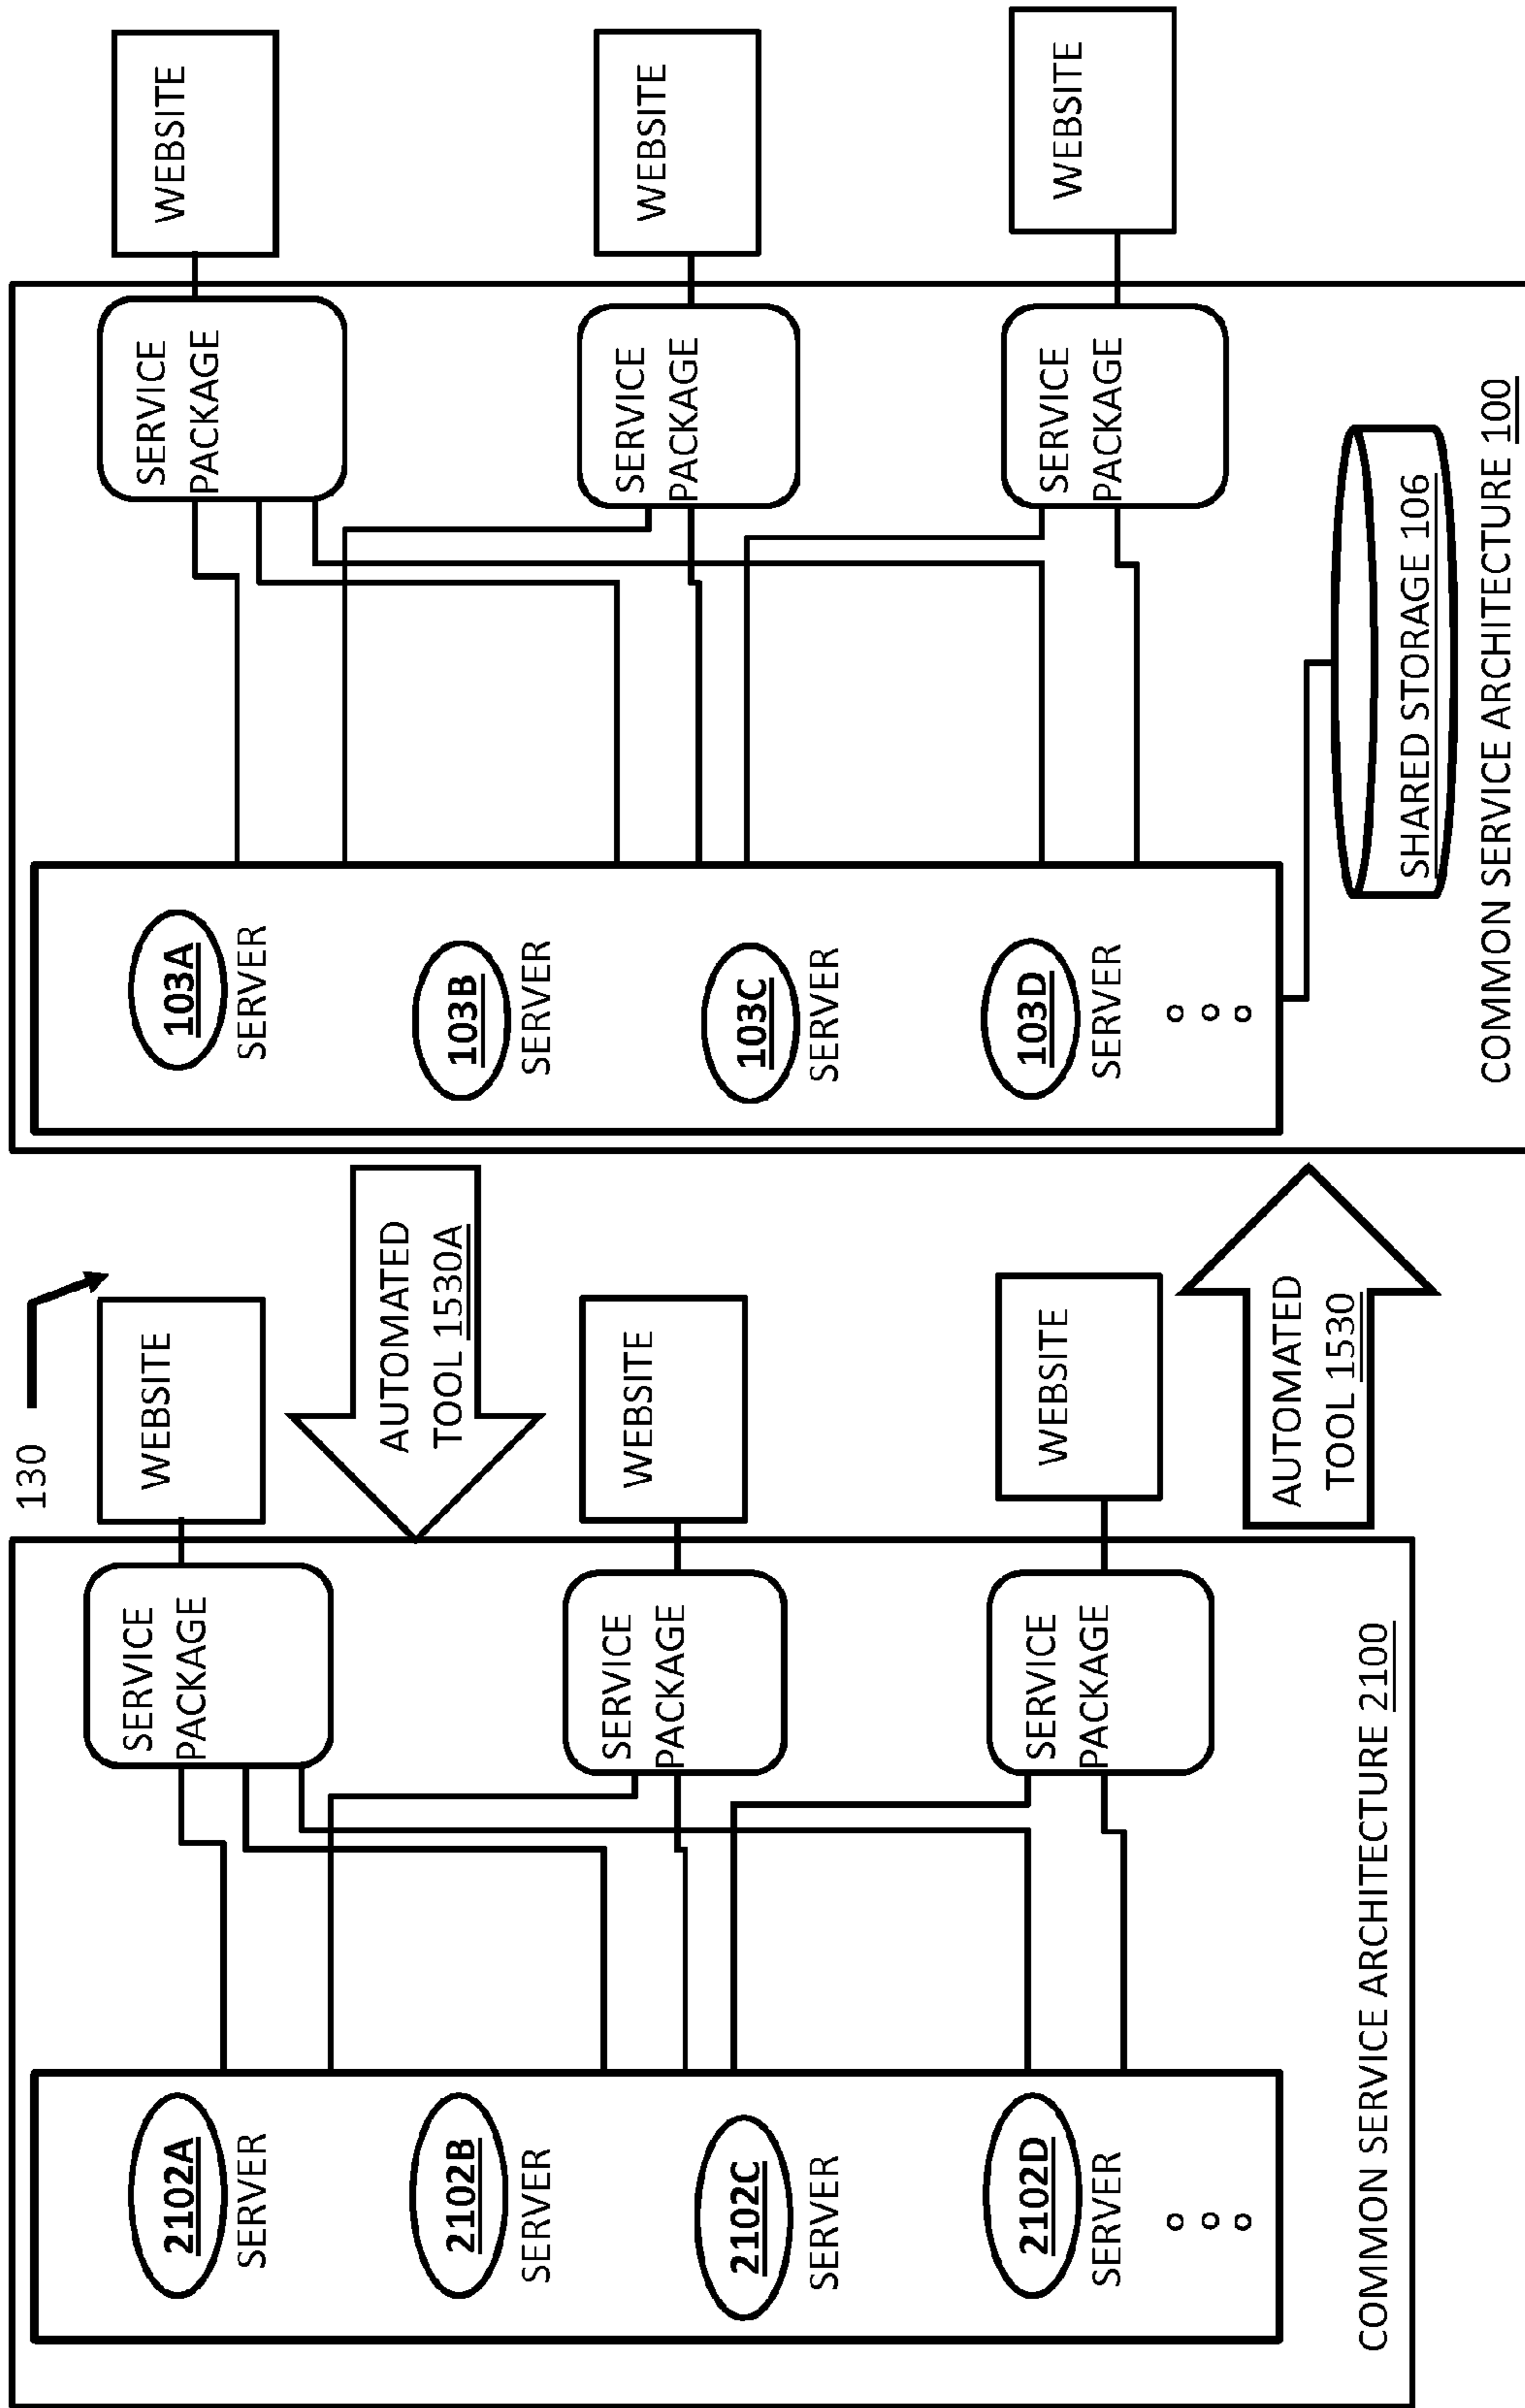 130
2102A
SERVER
2102B
SERVER
2102C
SERVER
2102D
SERVER
SERVICE
PACKAGE
SERVICE
PACKAGE
SERVICE
PACKAGE
WEBSITE
WEBSITE
WEBSITE
COMMON SERVICE ARCHITECTURE 2100
AUTOMATED
TOOL 1530A
AUTOMATED
TOOL 1530
103A
SERVER
103B
SERVER
103C
SERVER
103D
SERVER
SERVICE
PACKAGE
SERVICE
PACKAGE
SERVICE
PACKAGE
WEBSITE
WEBSITE
WEBSITE
SHARED STORAGE 106
COMMON SERVICE ARCHITECTURE 100